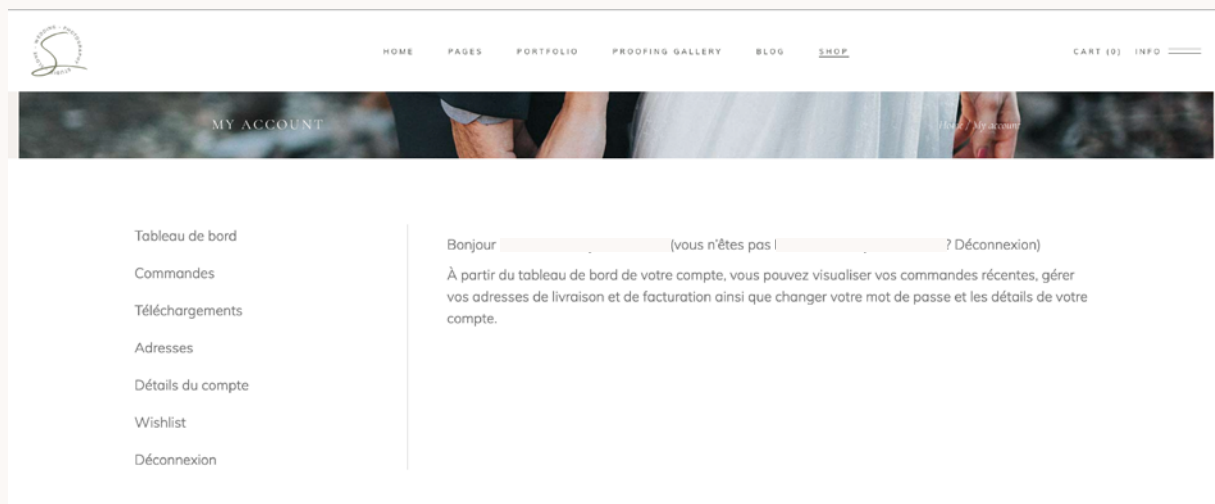 HOME PAGES PORTFOLIO PROOFING GALLERY BLOG SHOP CART (0) INFO
MY ACCOUNT
Home / My account
Tableau de bord
Commandes
Téléchargements
Adresses
Détails du compte
Wishlist
Déconnexion
Bonjour (vous n'êtes pas ? Déconnexion)
À partir du tableau de bord de votre compte, vous pouvez visualiser vos commandes récentes, gérer
vos adresses de livraison et de facturation ainsi que changer votre mot de passe et les détails de votre
compte.